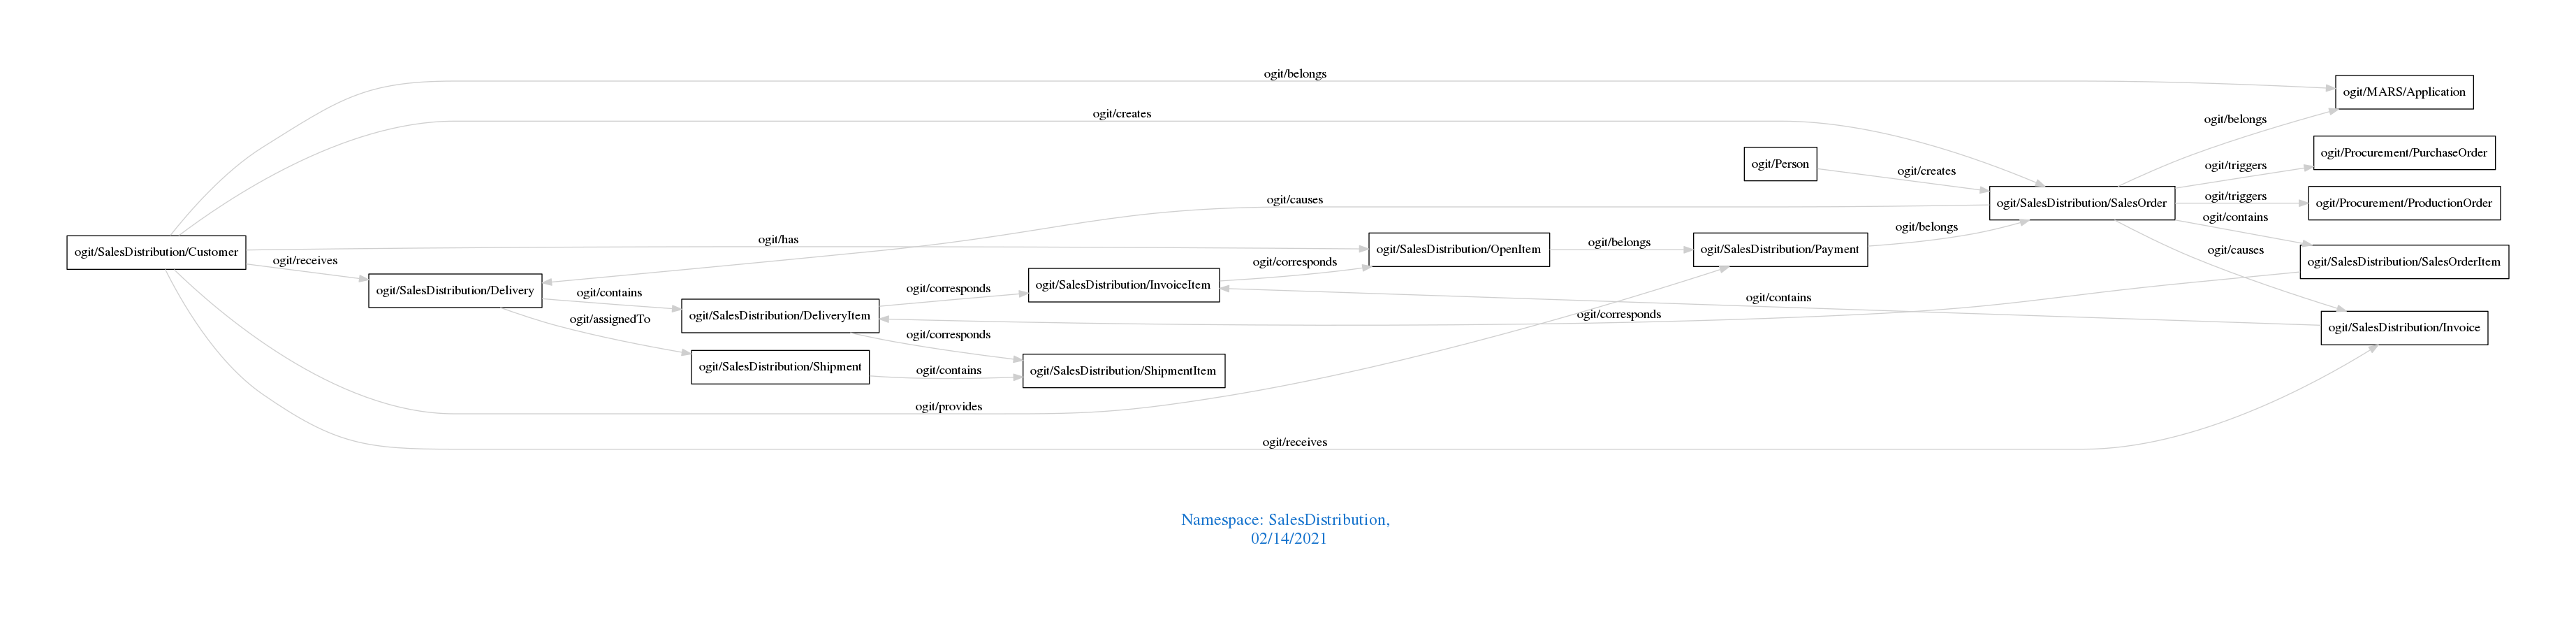 ogit/belongs
ogit/MARS/Application
ogit/creates
ogit/belongs
ogit/Person
ogit/creates
ogit/triggers
ogit/Procurement/PurchaseOrder
ogit/causes
ogit/SalesDistribution/SalesOrder
ogit/triggers
ogit/Procurement/ProductionOrder
ogit/contains
ogit/SalesDistribution/Customer
ogit/has
ogit/SalesDistribution/OpenItem
ogit/belongs
ogit/SalesDistribution/Payment
ogit/belongs
ogit/causes
ogit/receives
ogit/corresponds
ogit/SalesDistribution/SalesOrderItem
ogit/SalesDistribution/Delivery
ogit/contains
ogit/corresponds
ogit/SalesDistribution/InvoiceItem
ogit/contains
ogit/assignedTo
ogit/SalesDistribution/DeliveryItem
ogit/corresponds
ogit/corresponds
ogit/SalesDistribution/Invoice
ogit/SalesDistribution/Shipment
ogit/contains
ogit/SalesDistribution/ShipmentItem
ogit/provides
ogit/receives
Namespace: SalesDistribution,
02/14/2021